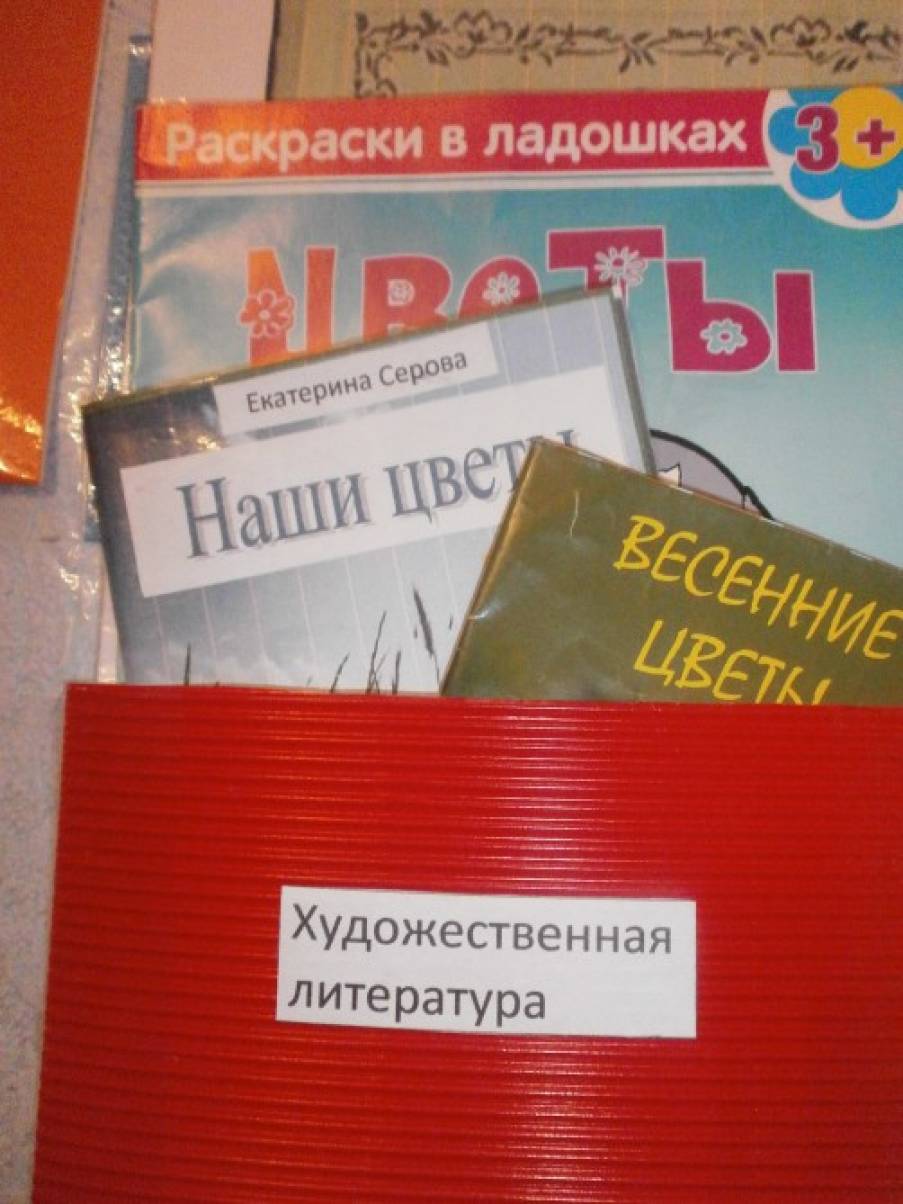 Раскраски в ладошках
3+
цветы
Екатерина Серова
Наши цветы
ВЕСЕННИЕ
ЦВЕТЫ
Художественная
литература